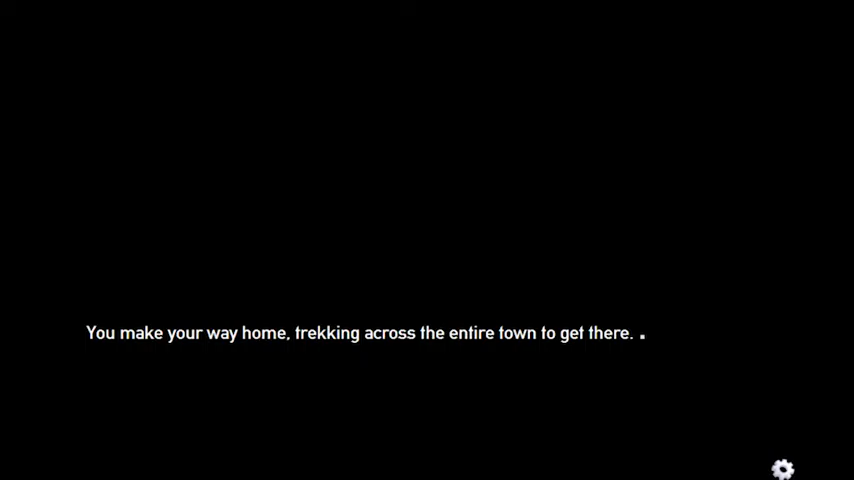 You make your way home, trekking across the entire town to get there.